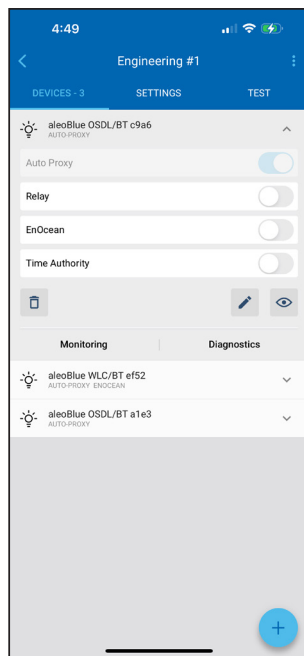 4:49
Engineering #1
DEVICES - 3 SETTINGS TEST
aleoBlue OSDL/BT c9a6
AUTO-PROXY
Auto Proxy
Relay
EnOcean
Time Authority
Monitoring Diagnostics
aleoBlue WLC/BT ef52
AUTO-PROXY ENOCEAN
aleoBlue OSDL/BT a1e3
AUTO-PROXY